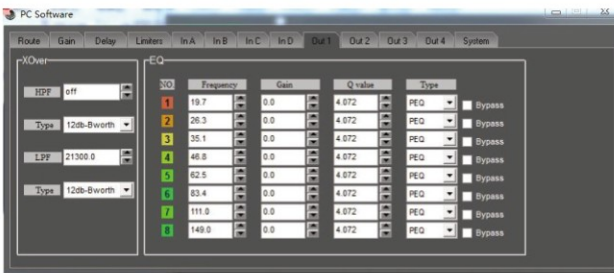 PC Software
Route Gain Delay Limiters In A In B In C In D Out 1 Out 2 Out 3 Out 4 System
XOver
EQ
NO. Frequency Gain Q value Type
HPF off
Type 12db-Bworth
LPF 21300.0
Type 12db-Bworth
1 19.7 0.0 4.072 PEQ Bypass
2 26.3 0.0 4.072 PEQ Bypass
3 35.1 0.0 4.072 PEQ Bypass
4 46.8 0.0 4.072 PEQ Bypass
5 62.5 0.0 4.072 PEQ Bypass
6 83.4 0.0 4.072 PEQ Bypass
7 111.0 0.0 4.072 PEQ Bypass
8 149.0 0.0 4.072 PEQ Bypass